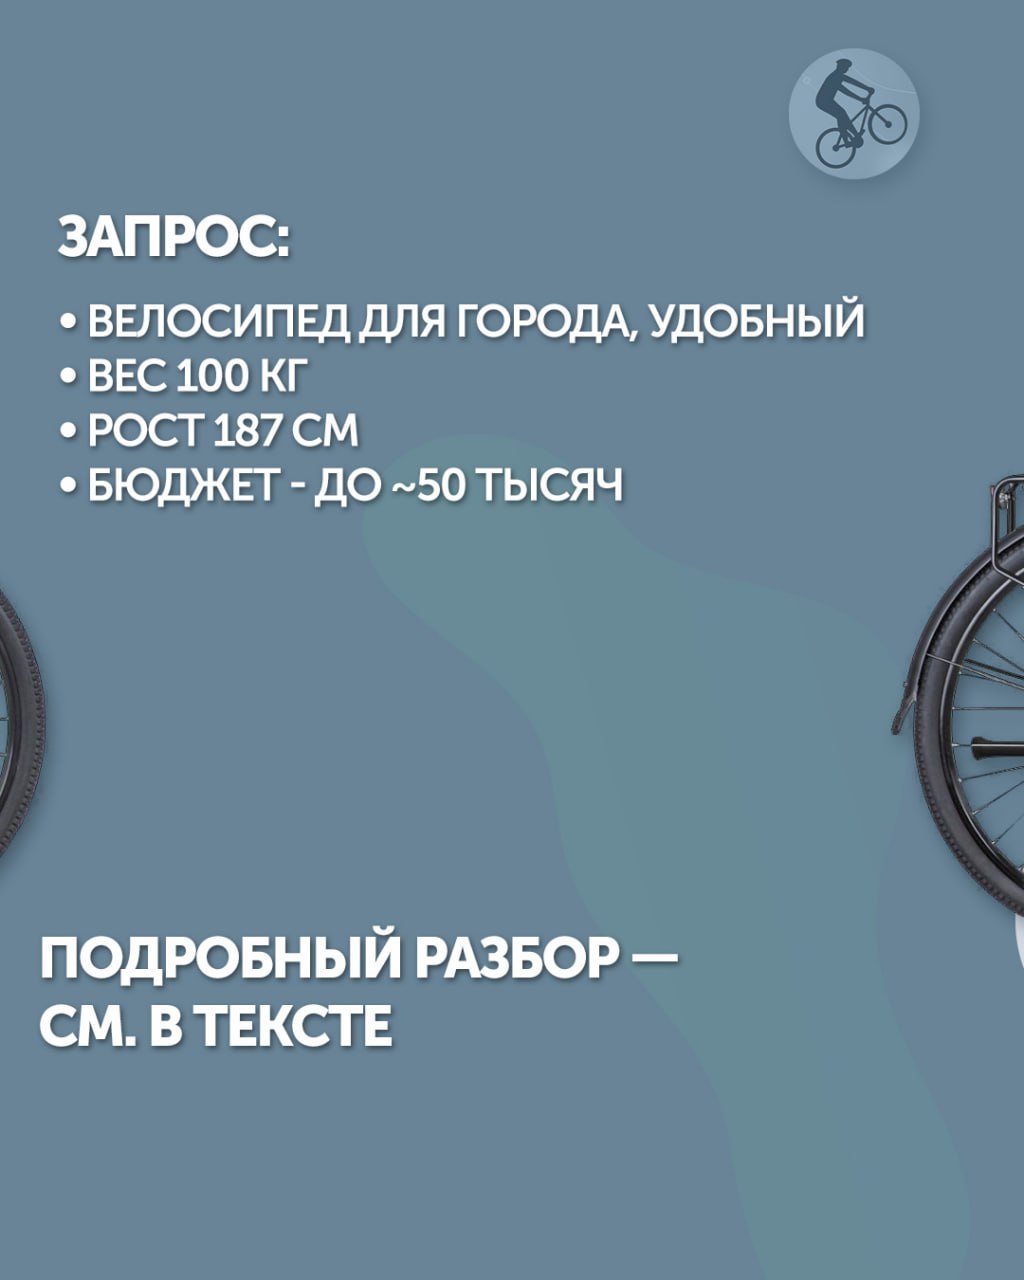 ЗАПРОС:
• ВЕЛОСИПЕД ДЛЯ ГОРОДА, УДОБНЫЙ
• ВЕС 100 КГ
• РОСТ 187 СМ
• БЮДЖЕТ - ДО ~50 ТЫСЯЧ
ПОДРОБНЫЙ РАЗБОР —
СМ. В ТЕКСТЕ